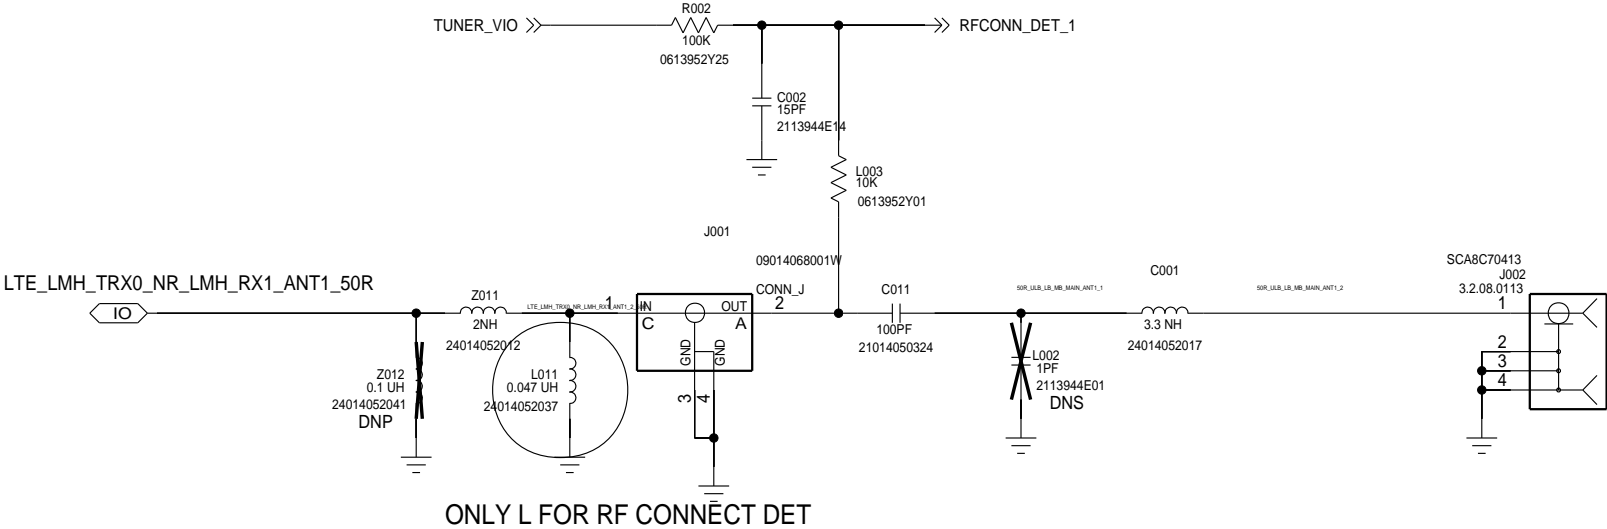 R002
TUNER_VIO
RFCONN_DET_1
100K
0613952Y25
C002
15PF
2113944E14
L003
10K
0613952Y01
J001
09014068001W
LTE_LMH_TRX0_NR_LMH_RX1_ANT1_50R
IO
Z011
2NH
24014052012
1
IN
C
CONN_J
OUT
A
2
GND
GND
3
4
C011
100PF
21014050324
50R_ULB_LB_MB_MAIN_ANT1_1
C001
3.3 NH
24014052017
50R_ULB_LB_MB_MAIN_ANT1_2
SCA8C70413
J002
3.2.08.0113
1
2
3
4
Z012
0.1 UH
24014052041
DNP
L011
0.047 UH
24014052037
L002
1PF
2113944E01
DNS
ONLY L FOR RF CONNECT DET